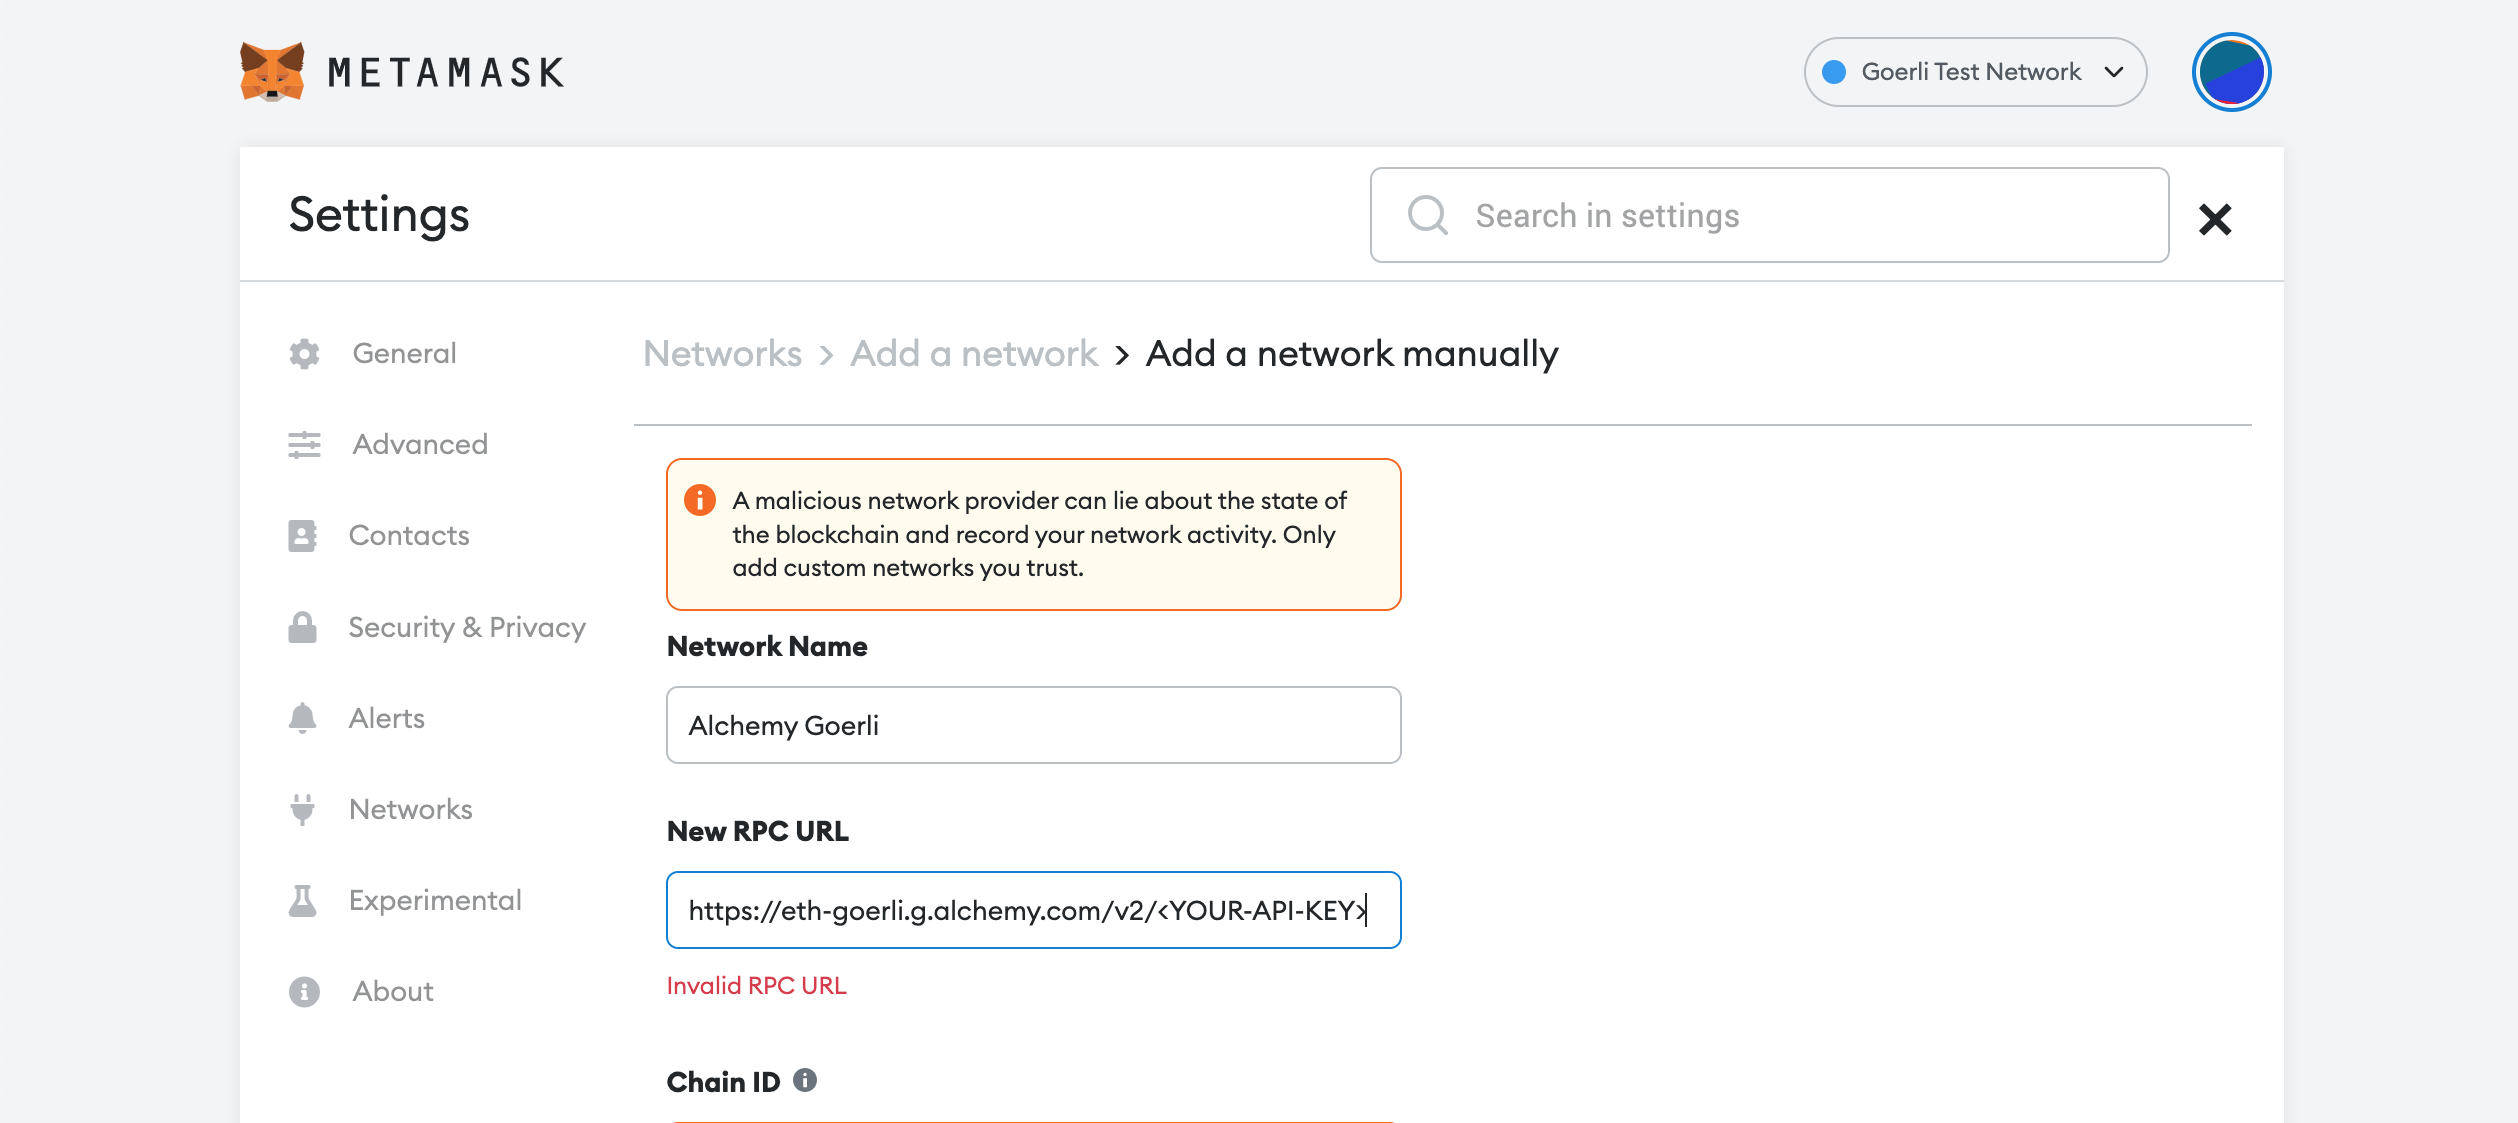 METAMASK
Goerli Test Network
Settings
Search in settings
General
Advanced
Contacts
Security & Privacy
Alerts
Networks
Experimental
About
Networks > Add a network > Add a network manually
A malicious network provider can lie about the state of
the blockchain and record your network activity. Only
add custom networks you trust.
Network Name
Alchemy Goerli
New RPC URL
https://eth-goerli.g.alchemy.com/v2/<YOUR-API-KEY>
Invalid RPC URL
Chain ID